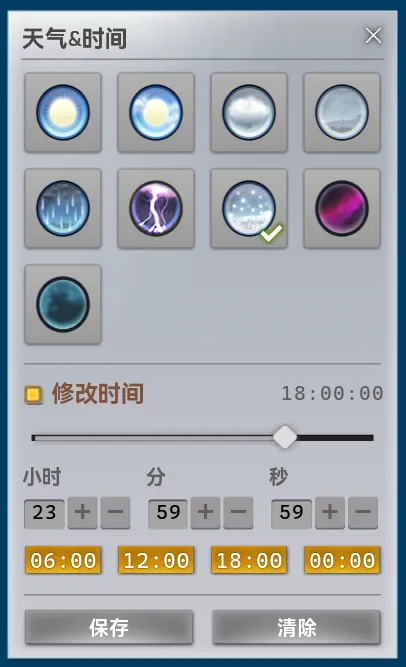 天气&时间
修改时间 18:00:00
小时 分 秒
23 + − 59 + − 59 + −
06:00 12:00 18:00 00:00
保存 清除